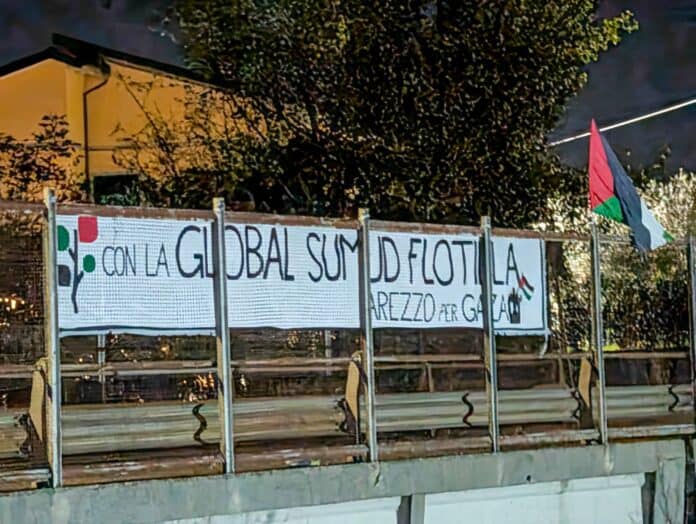 CON LA GLOBAL SUMUD FLOTILLA
AREZZO PER GAZA